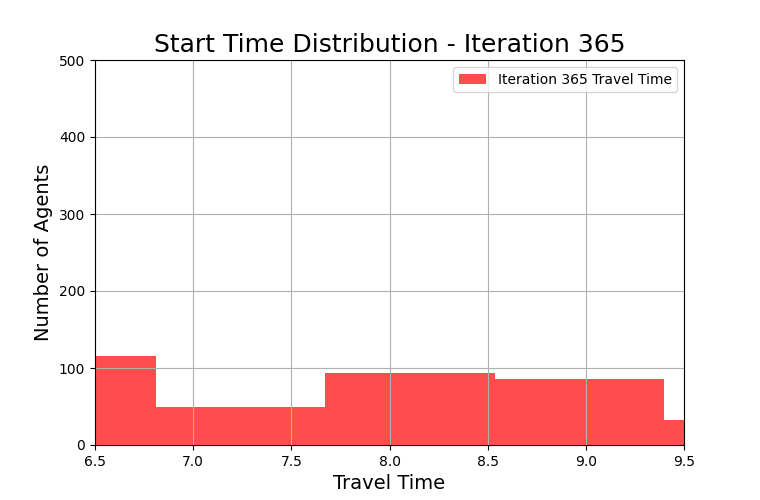 Start Time Distribution - Iteration 365
500
Iteration 365 Travel Time
400
300
200
100
0
Number of Agents
6.5 7.0 7.5 8.0 8.5 9.0 9.5
Travel Time